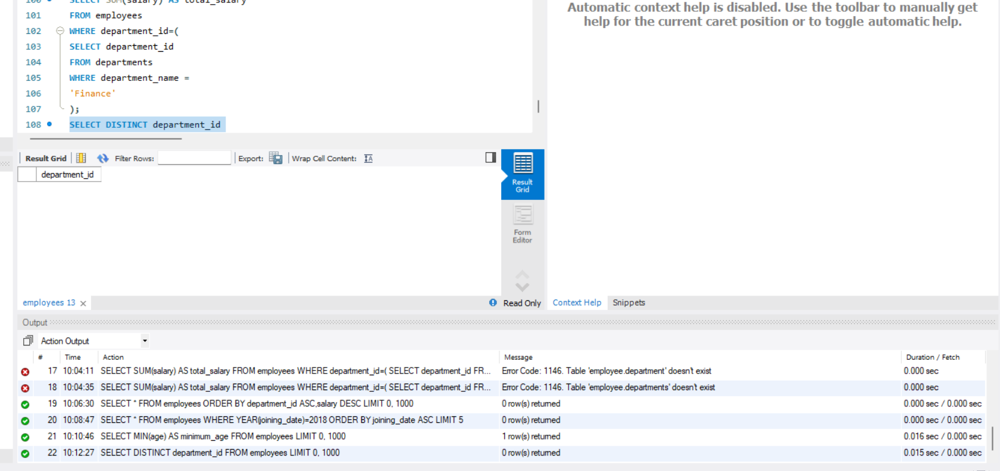 100 SELECT SUM(salary) AS total_salary
101 FROM employees
102 WHERE department_id=(
103 SELECT department_id
104 FROM departments
105 WHERE department_name =
106 'Finance'
107 );
108 SELECT DISTINCT department_id
Automatic context help is disabled. Use the toolbar to manually get
help for the current caret position or to toggle automatic help.
Result Grid Filter Rows: Export: Wrap Cell Content:
department_id
Result
Grid
Form
Editor
employees 13 Read Only
Context Help Snippets
Output
Action Output
# Time Action Message Duration / Fetch
17 10:04:11 SELECT SUM(salary) AS total_salary FROM employees WHERE department_id=( SELECT department_id FR... Error Code: 1146. Table 'employee.department' doesn't exist 0.000 sec
18 10:04:35 SELECT SUM(salary) AS total_salary FROM employees WHERE department_id=( SELECT department_id FR... Error Code: 1146. Table 'employee.departments' doesn't exist 0.000 sec
19 10:06:30 SELECT * FROM employees ORDER BY department_id ASC,salary DESC LIMIT 0, 1000 0 row(s) returned 0.000 sec / 0.000 sec
20 10:08:47 SELECT * FROM employees WHERE YEAR(joining_date)=2018 ORDER BY joining_date ASC LIMIT 5 0 row(s) returned 0.000 sec / 0.000 sec
21 10:10:46 SELECT MIN(age) AS minimum_age FROM employees LIMIT 0, 1000 1 row(s) returned 0.016 sec / 0.000 sec
22 10:12:27 SELECT DISTINCT department_id FROM employees LIMIT 0, 1000 0 row(s) returned 0.015 sec / 0.000 sec